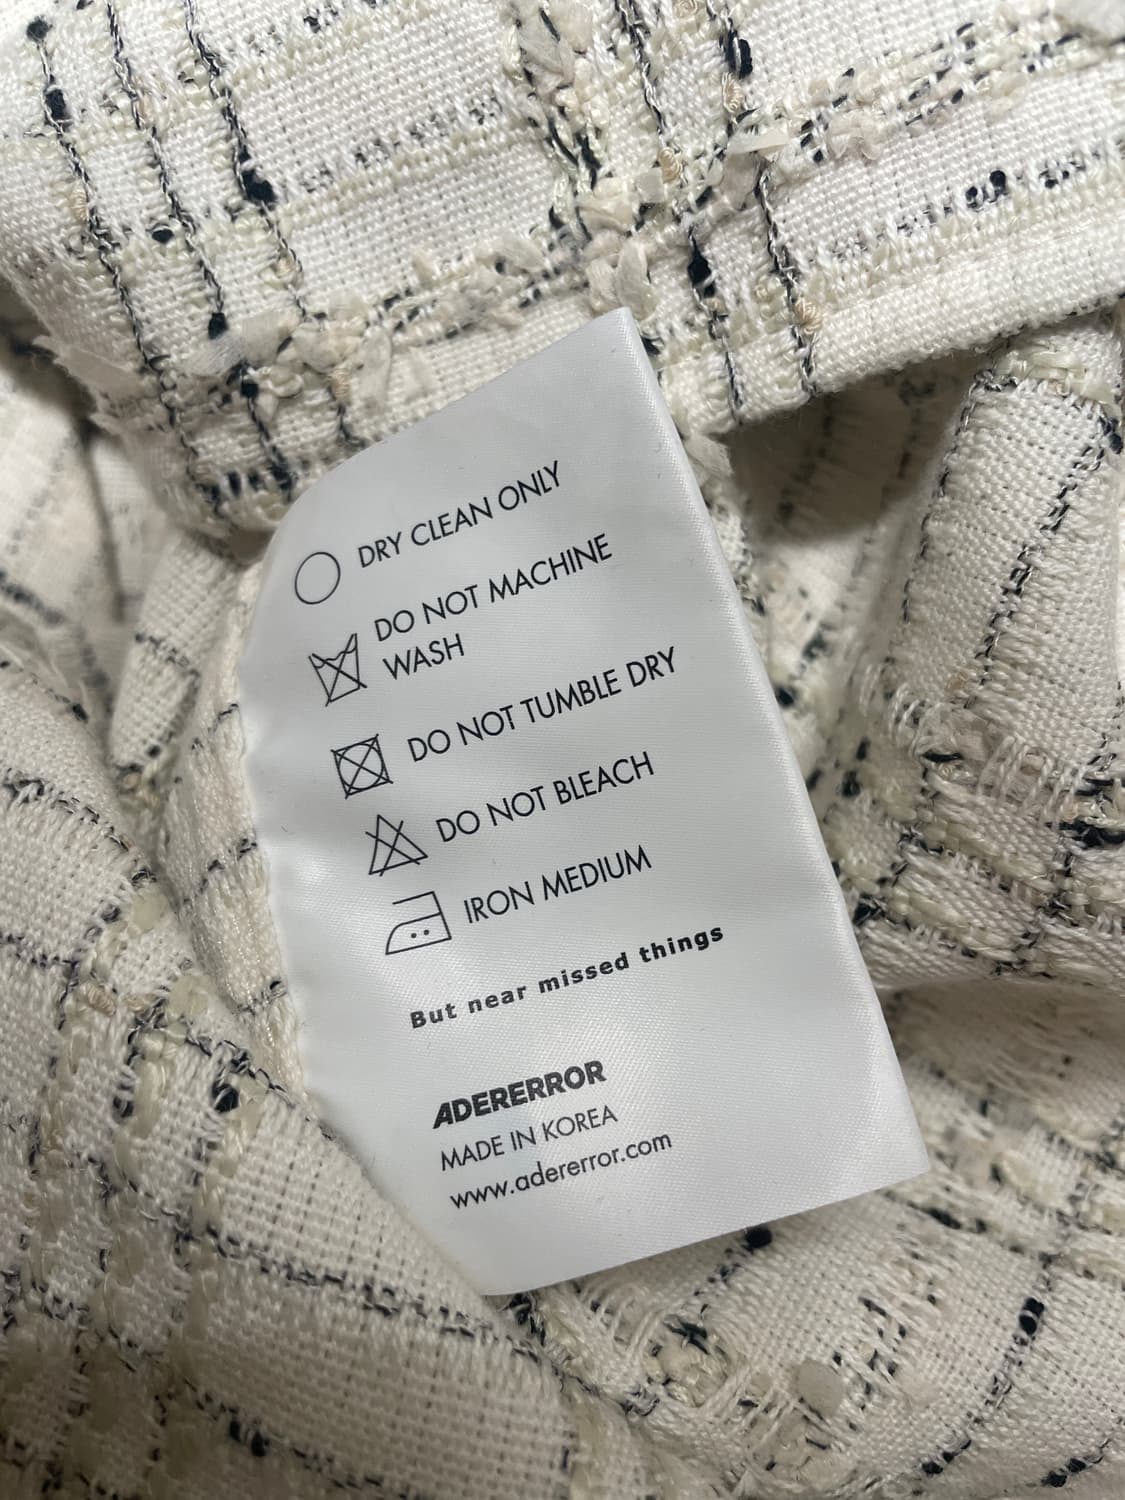 DRY CLEAN ONLY
DO NOT MACHINE
WASH
DO NOT TUMBLE DRY
DO NOT BLEACH
IRON MEDIUM
But near missed things
ADERERROR
MADE IN KOREA
www.adererror.com